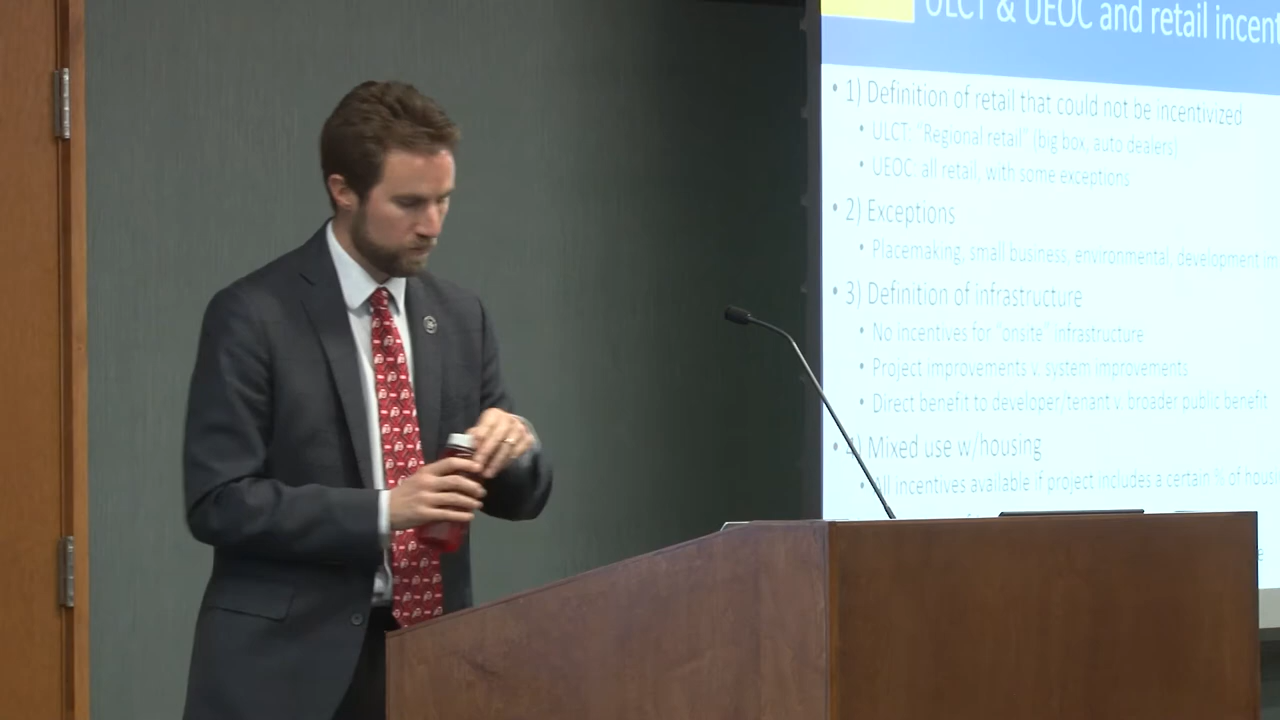 ULCT & UEOC and retail incent
• 1) Definition of retail that could not be incentivized
• ULCT: "Regional retail" (big box, auto dealers)
• UEOC: all retail, with some exceptions
• 2) Exceptions
• Placemaking, small business, environmental, development im
• 3) Definition of infrastructure
• No incentives for "onsite" infrastructure
• Project improvements v. system improvements
• Direct benefit to developer/tenant v. broader public benefit
• 4) Mixed use w/housing
• All incentives available if project includes a certain % of hous